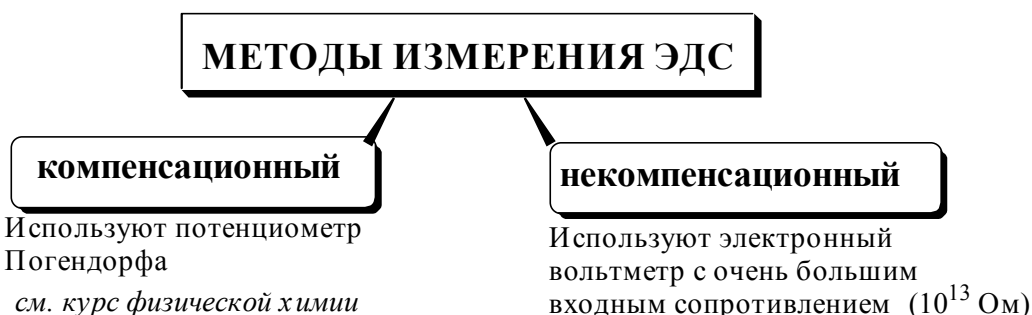 МЕТОДЫ ИЗМЕРЕНИЯ ЭДС
компенсационный
Используют потенциометр
Погендорфа
см. курс физической химии
некомпенсационный
Используют электронный
вольтметр с очень большим
входным сопротивлением (10¹³ Ом)